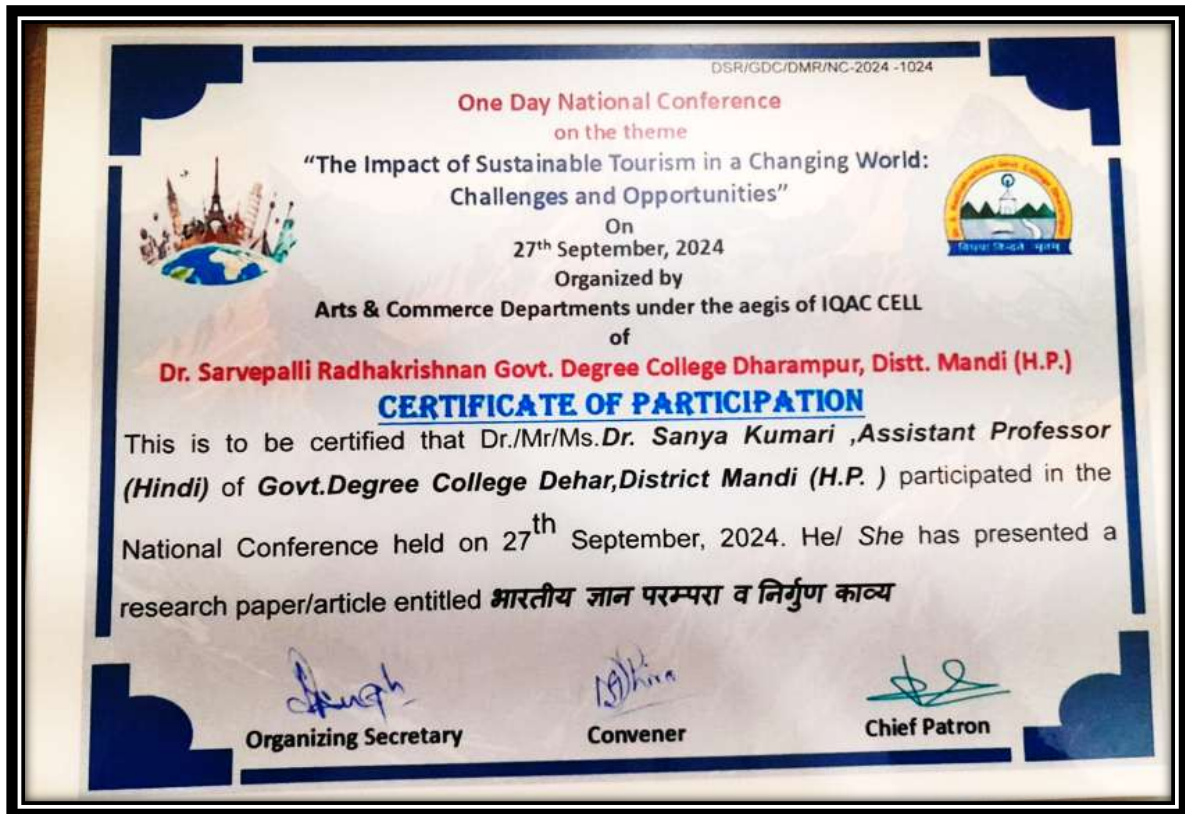 DSR/GDC/DMR/NC-2024 -1024
One Day National Conference
on the theme
“The Impact of Sustainable Tourism in a Changing World:
Challenges and Opportunities”
On
27th September, 2024
Organized by
Arts & Commerce Departments under the aegis of IQAC CELL
of
Dr. Sarvepalli Radhakrishnan Govt. Degree College Dharampur, Distt. Mandi (H.P.)
CERTIFICATE OF PARTICIPATION
This is to be certified that Dr./Mr/Ms.Dr. Sanya Kumari ,Assistant Professor
(Hindi) of Govt.Degree College Dehar,District Mandi (H.P. ) participated in the
National Conference held on 27th September, 2024. He/ She has presented a
research paper/article entitled भारतीय ज्ञान परम्परा व निर्गुण काव्य
Organizing Secretary
Convener
Chief Patron